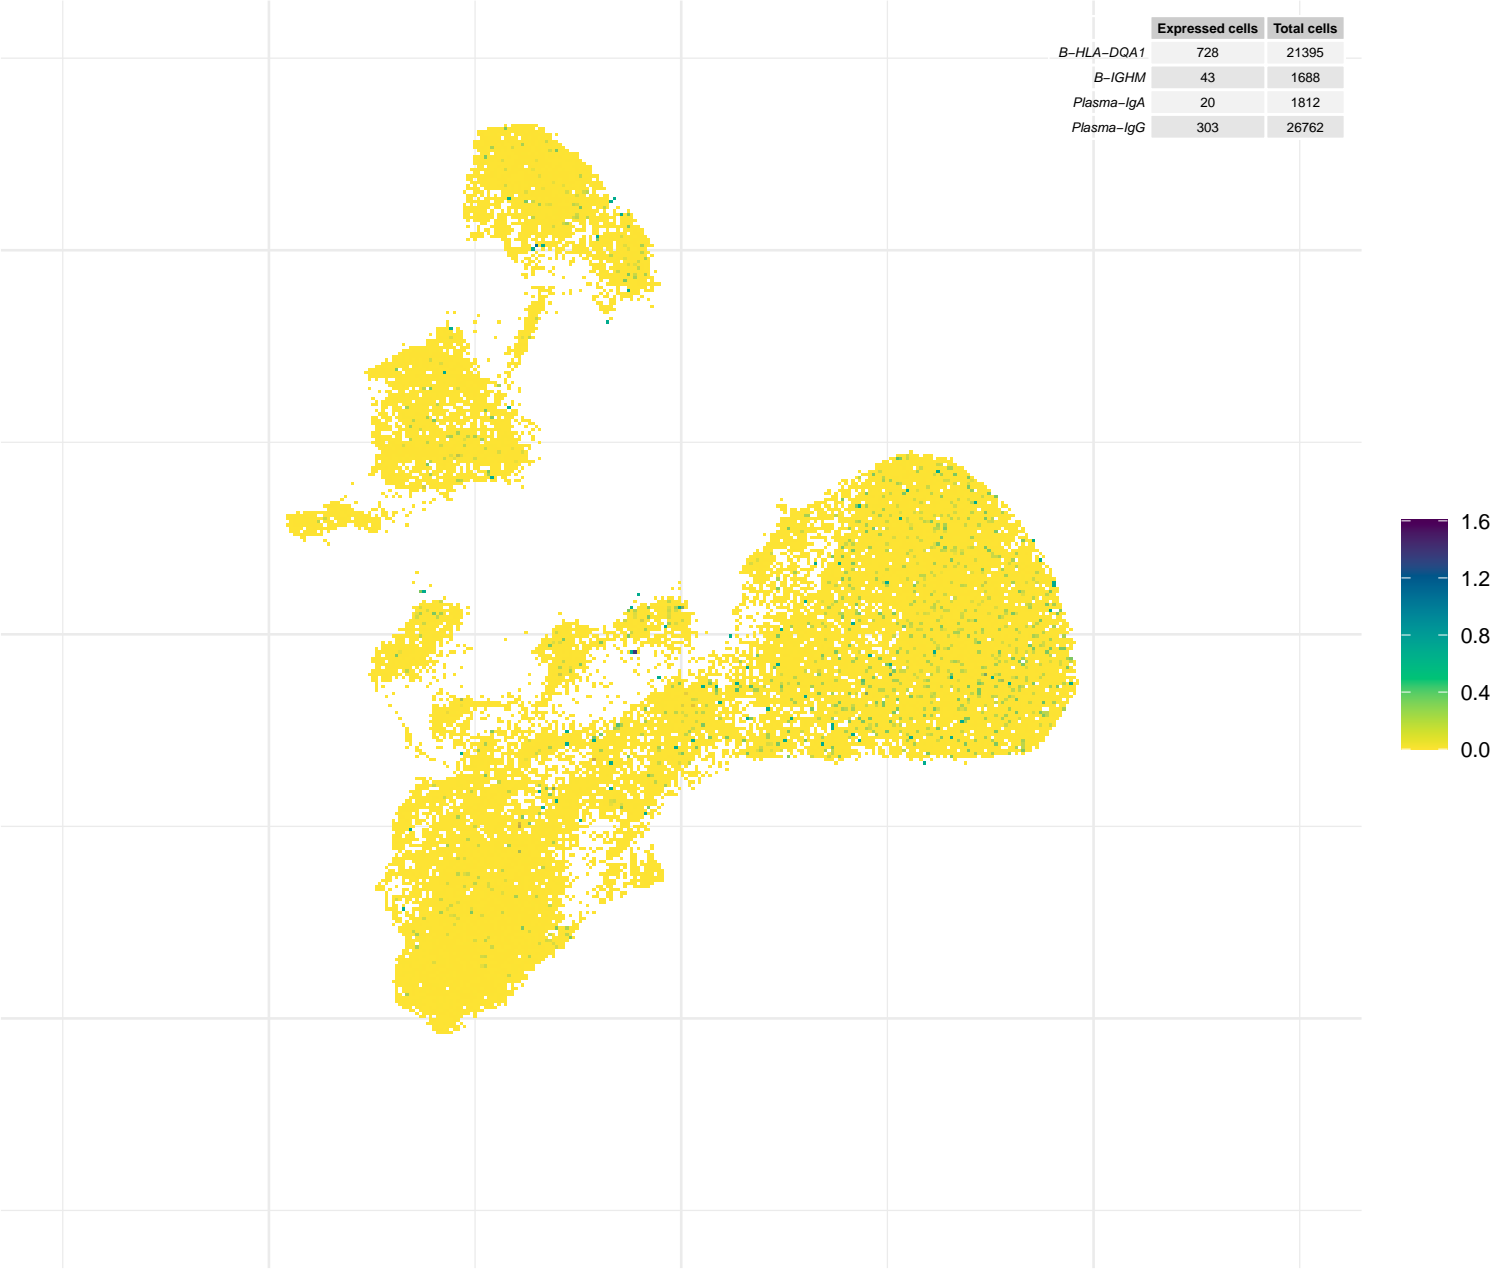 Expressed cells Total cells
B−HLA−DQA1 728 21395
B−IGHM 43 1688
Plasma−IgA 20 1812
Plasma−IgG 303 26762
1.6
1.2
0.8
0.4
0.0